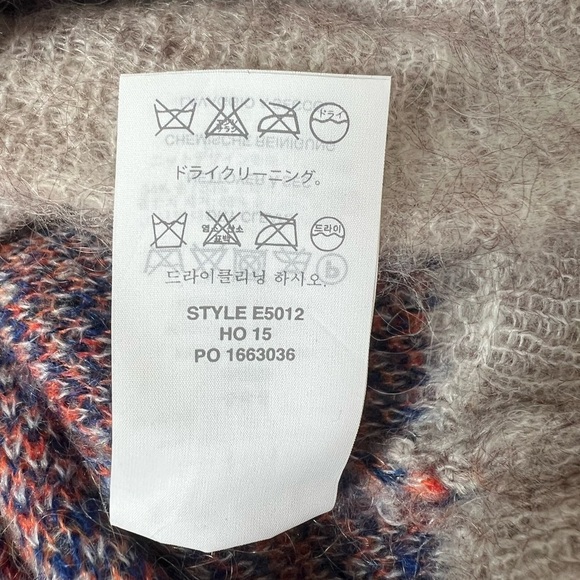 ドライ
ドライクリーニング。
드라이
드라이클리닝 하시오.
STYLE E5012
HO 15
PO 1663036